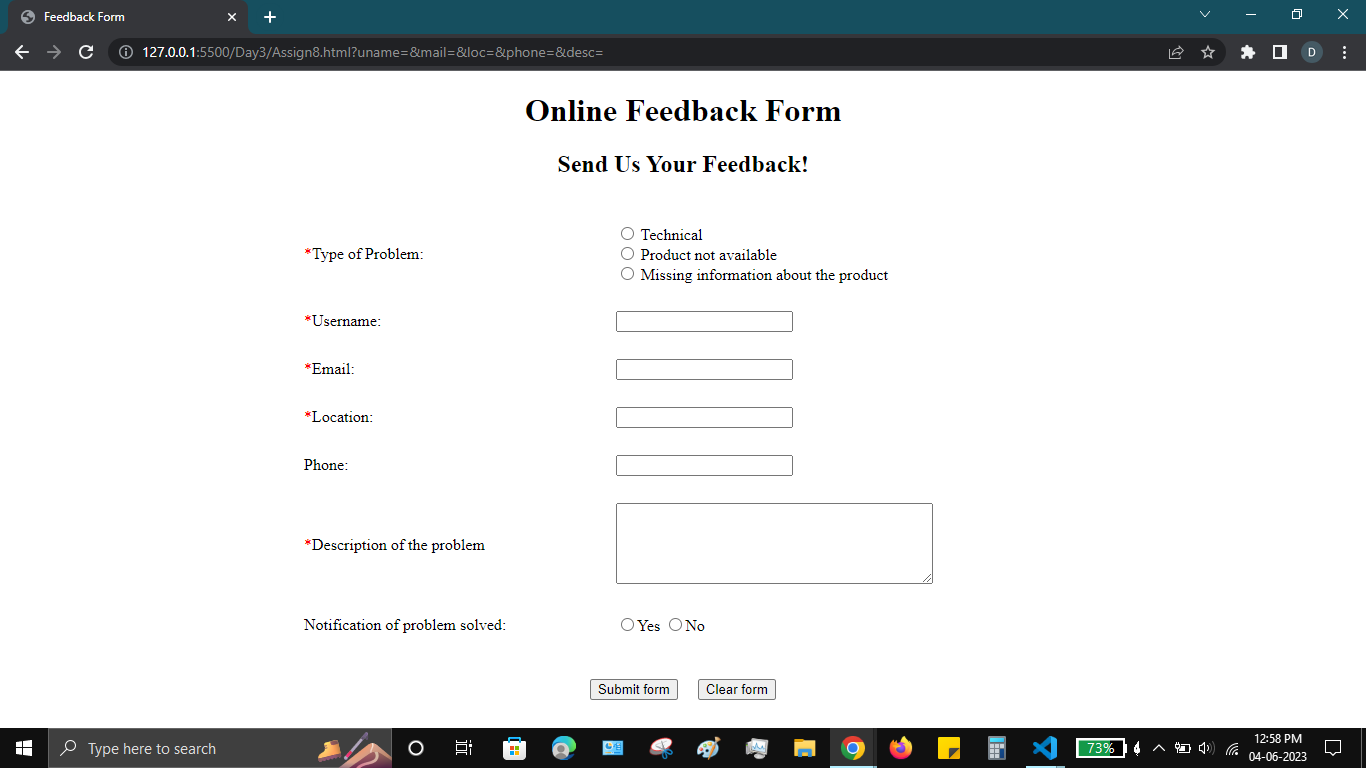 Feedback Form
127.0.0.1:5500/Day3/Assign8.html?uname=&mail=&loc=&phone=&desc=
D
Online Feedback Form
Send Us Your Feedback!
*Type of Problem:
Technical
Product not available
Missing information about the product
*Username:
*Email:
*Location:
Phone:
*Description of the problem
Notification of problem solved:
Yes No
Submit form Clear form
Type here to search
73%
12:58 PM
04-06-2023